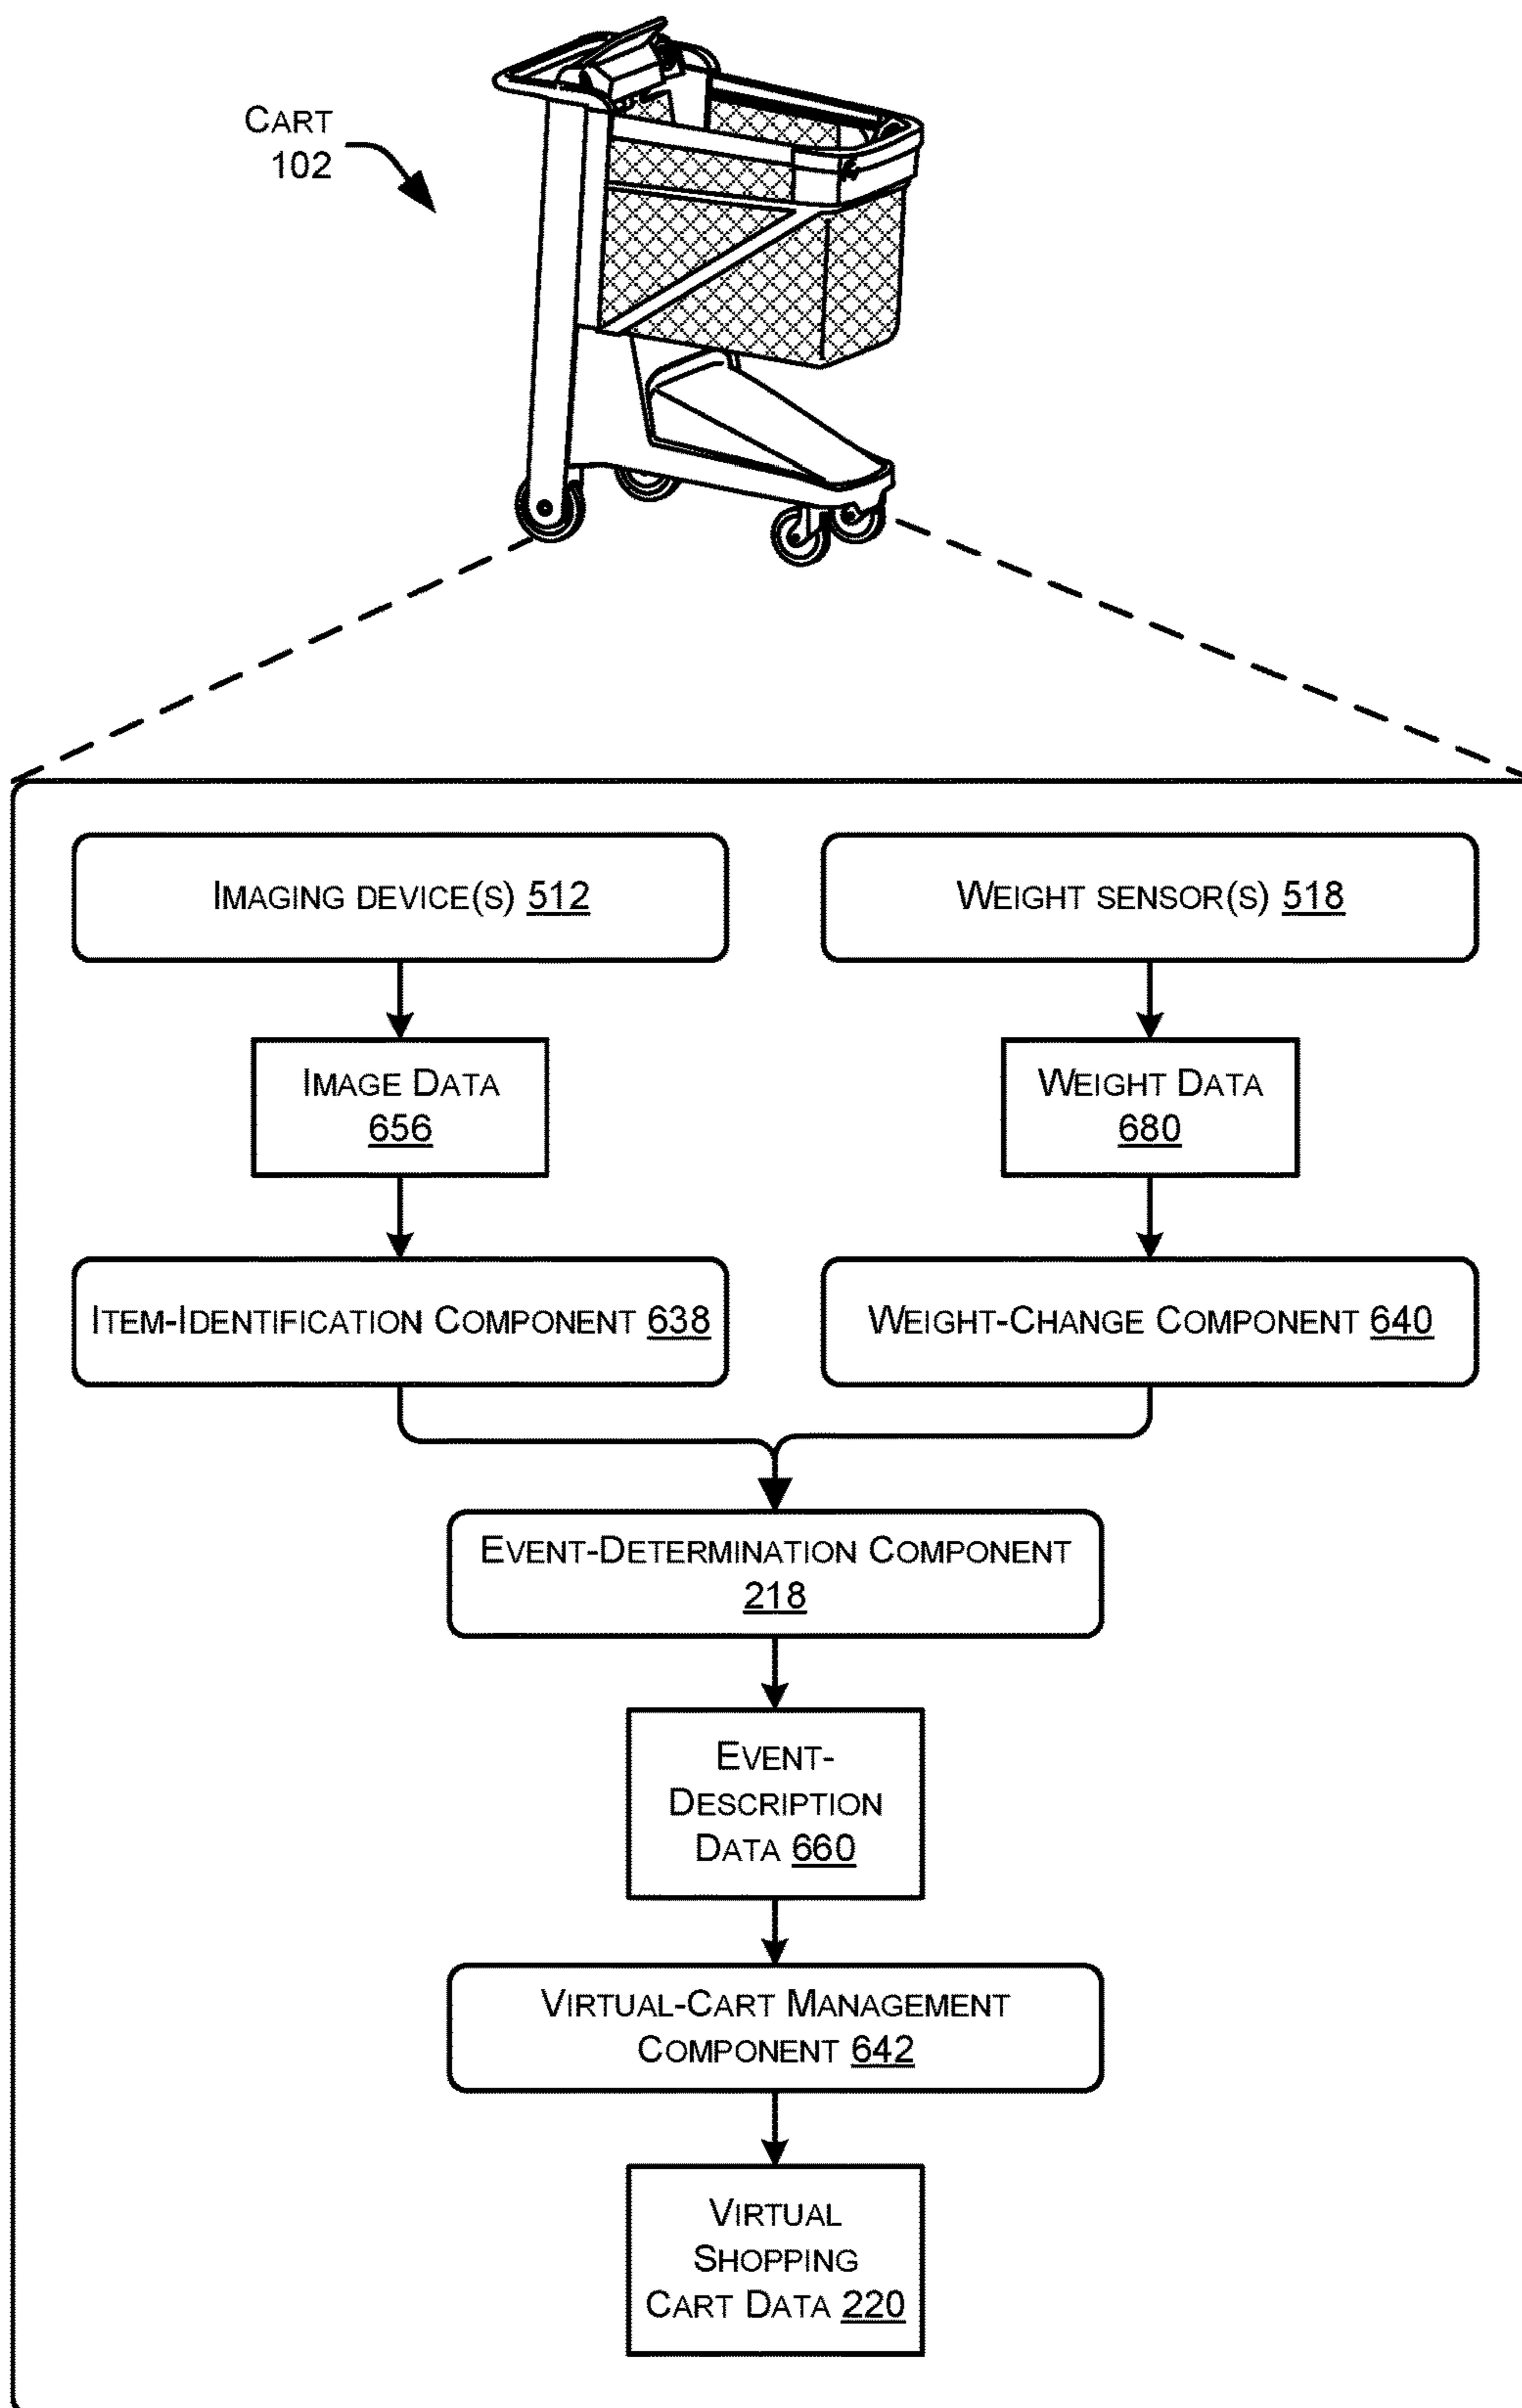 CART
102
IMAGING DEVICE(S) 512
WEIGHT SENSOR(S) 518
IMAGE DATA
656
WEIGHT DATA
680
ITEM-IDENTIFICATION COMPONENT 638
WEIGHT-CHANGE COMPONENT 640
EVENT-DETERMINATION COMPONENT
218
EVENT-
DESCRIPTION
DATA 660
VIRTUAL-CART MANAGEMENT
COMPONENT 642
VIRTUAL
SHOPPING
CART DATA 220